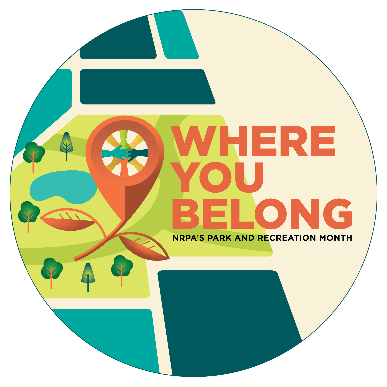 WHERE
YOU
BELONG
NRPA'S PARK AND RECREATION MONTH